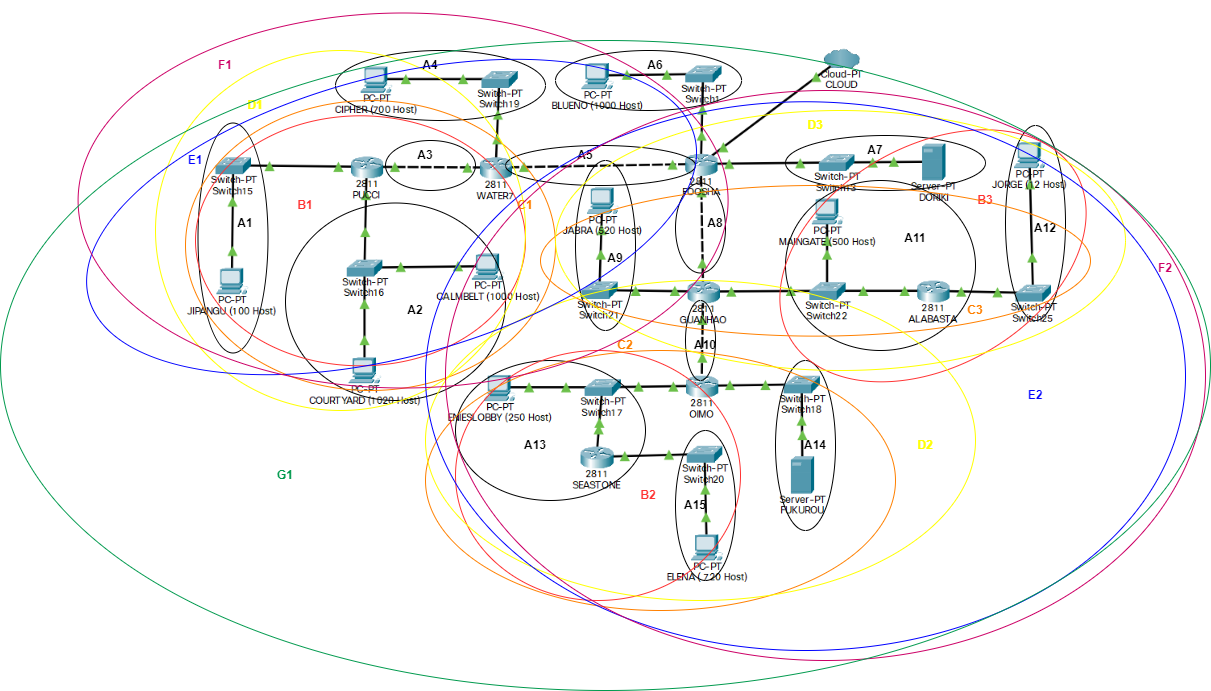 F1
A4
PC-PT
CIPHER (700 Host)
Switch-PT
Switch19
A6
PC-PT
BLUENO (1000 Host)
Switch-PT
Switch1
Cloud-PT
CLOUD
D1
D3
E1
Switch-PT
Switch15
2811
PUCCI
A3
2811
WATER7
A5
2811
EDOSHA
Switch-PT
A7
Server-PT
DORIKI
PC-PT
JORGE (12 Host)
B1
C1
B3
A1
PC-PT
JABRA (520 Host)
A8
PC-PT
MAINGATE (500 Host)
A11
A12
A9
F2
Switch-PT
Switch16
PC-PT
CALMBELT (1000 Host)
PC-PT
JIPANGU (100 Host)
A2
Switch-PT
Switch21
2811
GUANHAO
Switch-PT
Switch22
2811
ALABASTA
C3
Switch-PT
Switch25
C2
A10
PC-PT
COURTYARD (1020 Host)
PC-PT
ENIESLOBBY (250 Host)
Switch-PT
Switch17
2811
OIMO
Switch-PT
Switch18
E2
A13
A14
D2
2811
SEASTONE
Switch-PT
Switch20
G1
B2
A15
Server-PT
FUKUROU
PC-PT
ELENA (720 Host)